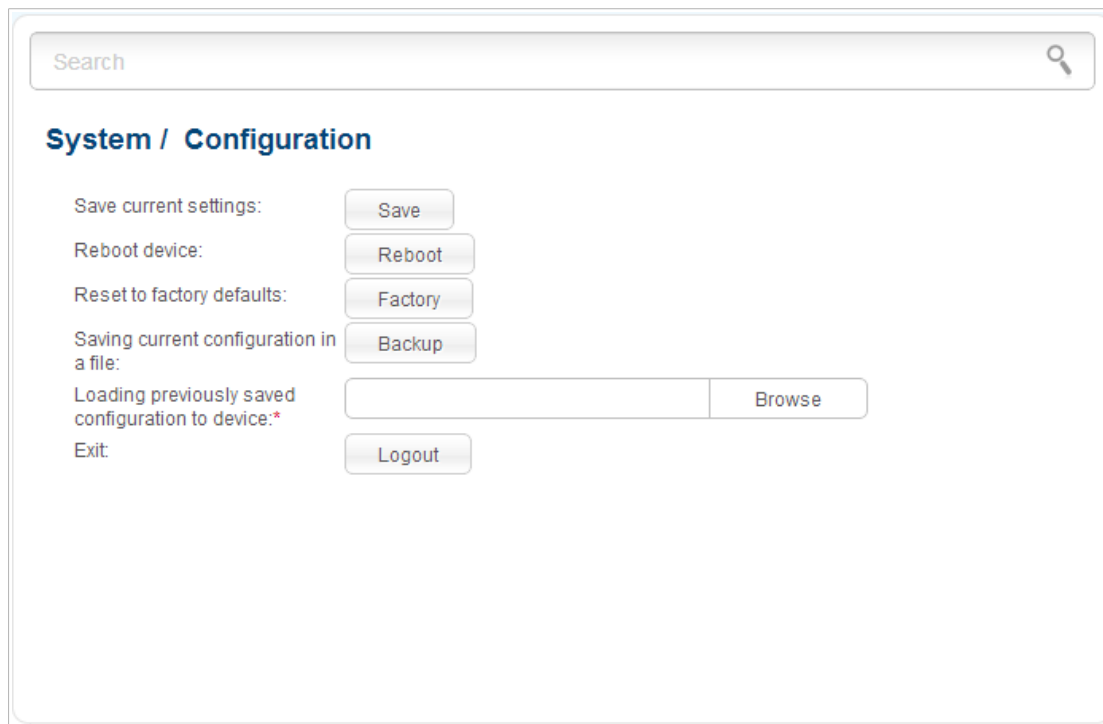 Search
System / Configuration
Save current settings:
Save
Reboot device:
Reboot
Reset to factory defaults:
Factory
Saving current configuration in
a file:
Backup
Loading previously saved
configuration to device:*
Browse
Exit:
Logout